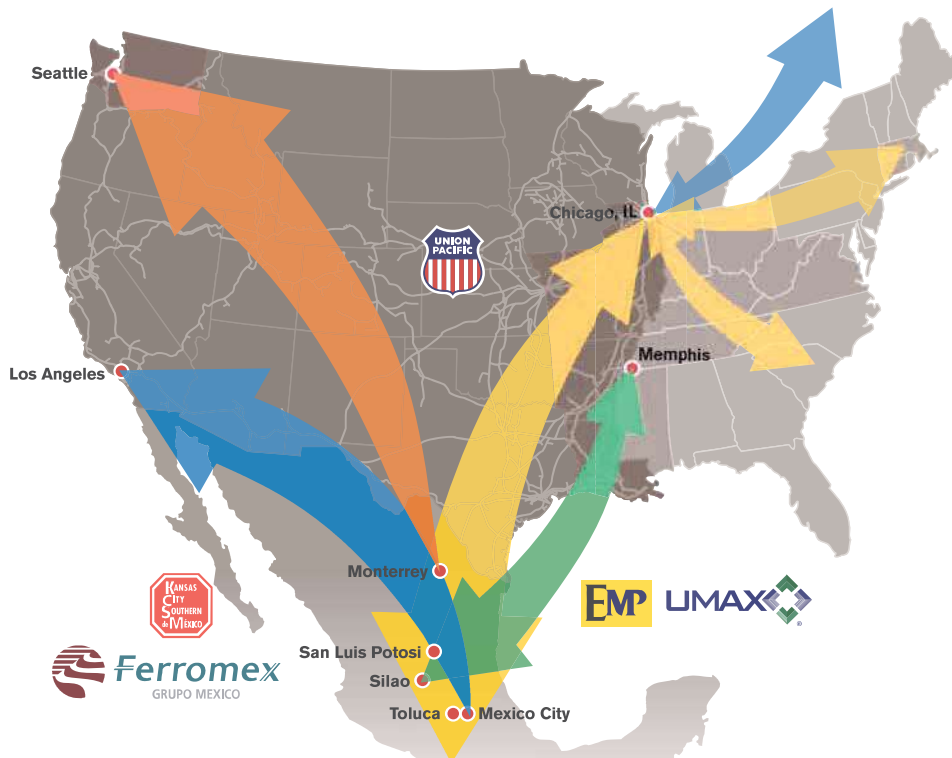 Seattle
Chicago, IL
UNION
PACIFIC
Memphis
Los Angeles
Monterrey
KANSAS
CITY
SOUTHERN
de MÉXICO
EMP
UMAX
®
San Luis Potosi
Ferromex
GRUPO MEXICO
Silao
Toluca
Mexico City